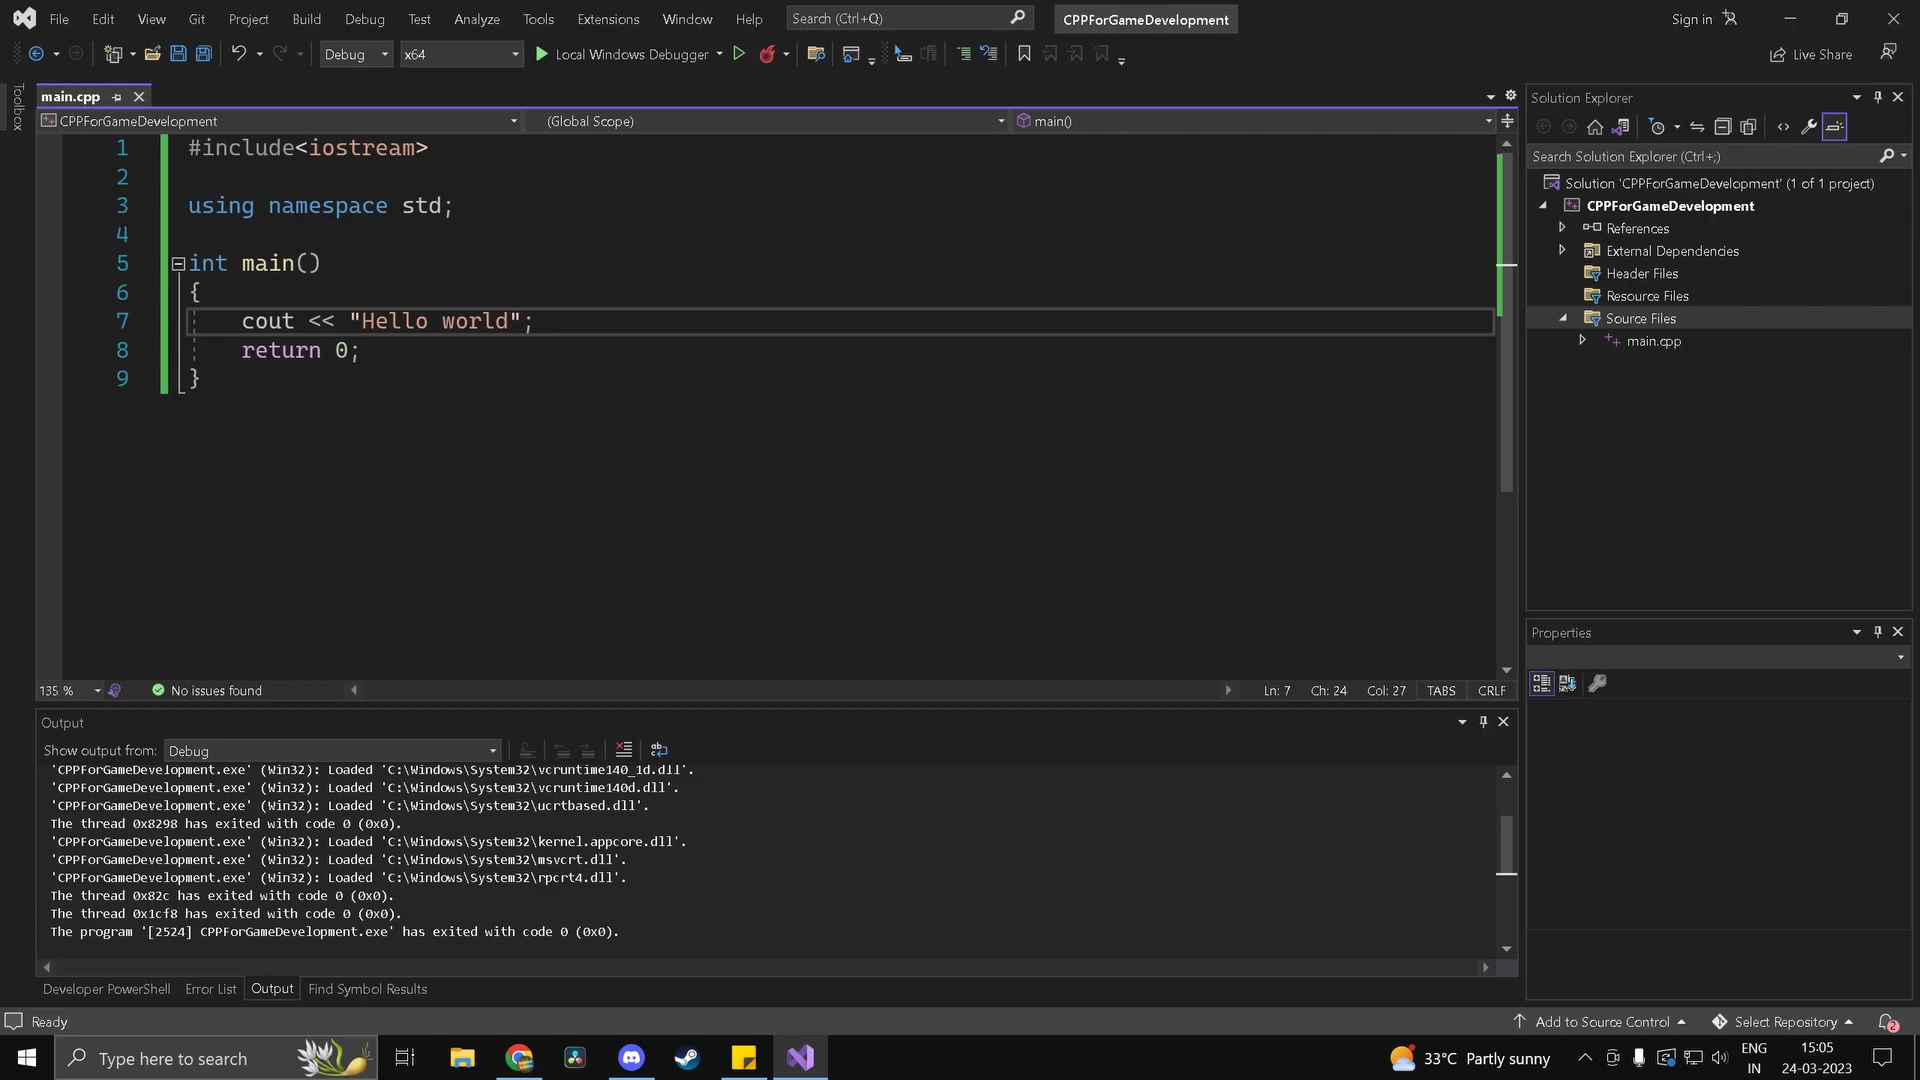 File Edit View Git Project Build Debug Test Analyze Tools Extensions Window Help Search (Ctrl+Q) CPPForGameDevelopment Sign in
Debug x64 Local Windows Debugger Live Share
Toolbox
main.cpp
CPPForGameDevelopment (Global Scope) main()
1 #include<iostream>
2
3 using namespace std;
4
5 int main()
6 {
7 cout << "Hello world";
8 return 0;
9 }
135 % No issues found Ln: 7 Ch: 24 Col: 27 TABS CRLF
Output
Show output from: Debug
'CPPForGameDevelopment.exe' (Win32): Loaded 'C:\Windows\System32\vcruntime140_1d.dll'.
'CPPForGameDevelopment.exe' (Win32): Loaded 'C:\Windows\System32\vcruntime140d.dll'.
'CPPForGameDevelopment.exe' (Win32): Loaded 'C:\Windows\System32\ucrtbased.dll'.
The thread 0x8298 has exited with code 0 (0x0).
'CPPForGameDevelopment.exe' (Win32): Loaded 'C:\Windows\System32\kernel.appcore.dll'.
'CPPForGameDevelopment.exe' (Win32): Loaded 'C:\Windows\System32\msvcrt.dll'.
'CPPForGameDevelopment.exe' (Win32): Loaded 'C:\Windows\System32\rpcrt4.dll'.
The thread 0x82c has exited with code 0 (0x0).
The thread 0x1cf8 has exited with code 0 (0x0).
The program '[2524] CPPForGameDevelopment.exe' has exited with code 0 (0x0).
Developer PowerShell Error List Output Find Symbol Results
Solution Explorer
Search Solution Explorer (Ctrl+;)
Solution 'CPPForGameDevelopment' (1 of 1 project)
CPPForGameDevelopment
References
External Dependencies
Header Files
Resource Files
Source Files
main.cpp
Properties
Ready Add to Source Control Select Repository 2
Type here to search 33°C Partly sunny ENG IN 15:05 24-03-2023